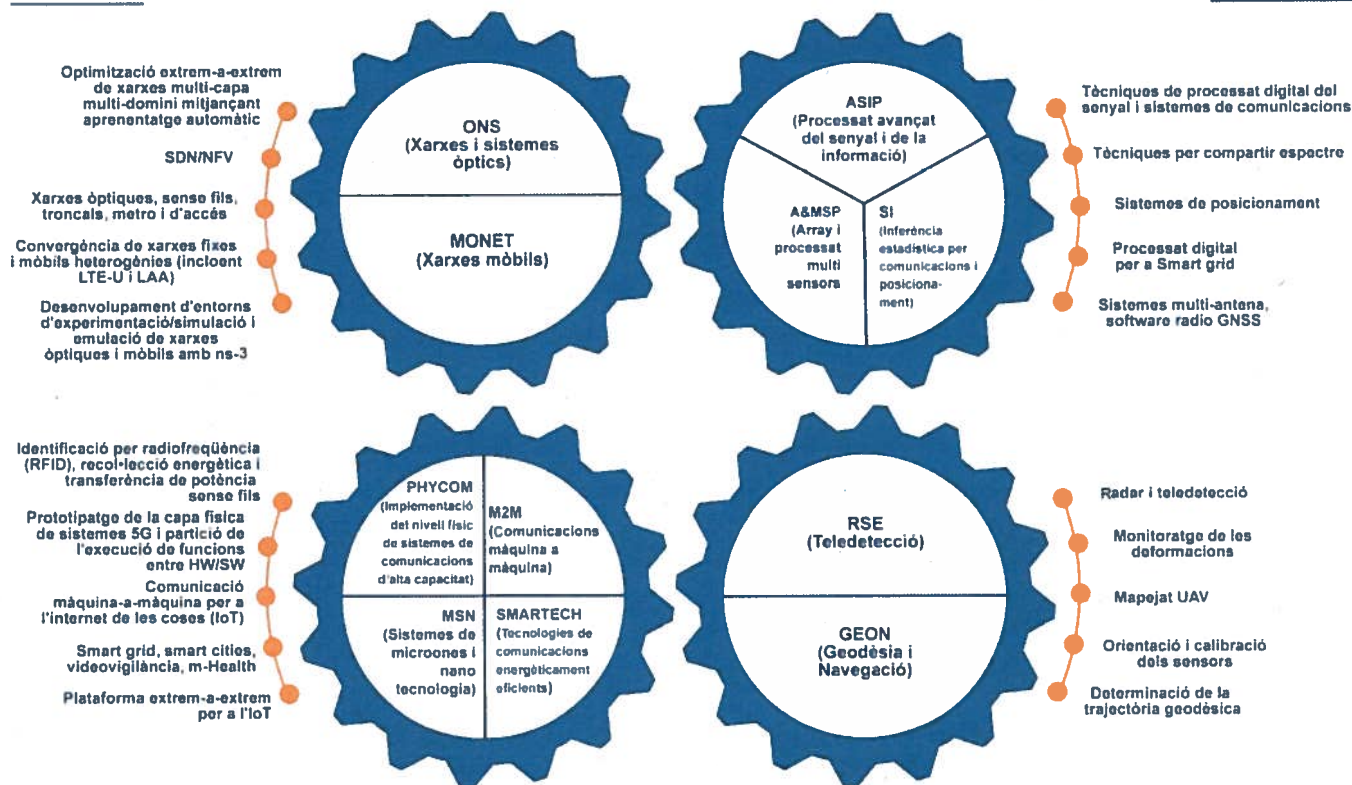 Optimització extrem-a-extrem
de xarxes multi-capa
multi-domini mitjançant
aprenentatge automàtic
SDN/NFV
Xarxes òptiques, sense fils,
troncals, metro i d'accés
Convergència de xarxes fixes
i mòbils heterogènies (incloent
LTE-U i LAA)
Desenvolupament d'entorns
d'experimentació/simulació i
emulació de xarxes
òptiques i mòbils amb ns-3
ONS
(Xarxes i sistemes
òptics)
MONET
(Xarxes mòbils)
ASIP
(Processat avançat
del senyal i de la
informació)
A&MSP
(Array i
processat
multi
sensors
SI
(Inferència
estadística per
comunicacions i
posiciona-
ment)
Tècniques de processat digital del
senyal i sistemes de comunicacions
Tècniques per compartir espectre
Sistemes de posicionament
Processat digital
per a Smart grid
Sistemes multi-antena,
software radio GNSS
Identificació per radiofreqüència
(RFID), recol•lecció energètica i
transferència de potència
sense fils
Prototipatge de la capa física
de sistemes 5G i partició de
l'execució de funcions
entre HW/SW
Comunicació
màquina-a-màquina per a
l'internet de les coses (IoT)
Smart grid, smart cities,
videovigilància, m-Health
Plataforma extrem-a-extrem
per a l'IoT
PHYCOM
(Implementació
del nivell físic
de sistemes de
comunicacions
d'alta capacitat)
M2M
(Comunicacions
màquina a
màquina)
MSN
(Sistemes de
microones i
nano
tecnologia)
SMARTECH
(Tecnologies de
comunicacions
energèticament
eficients)
RSE
(Teledetecció)
GEON
(Geodèsia i
Navegació)
Radar i teledetecció
Monitoratge de les
deformacions
Mapejat UAV
Orientació i calibració
dels sensors
Determinació de la
trajectòria geodèsica